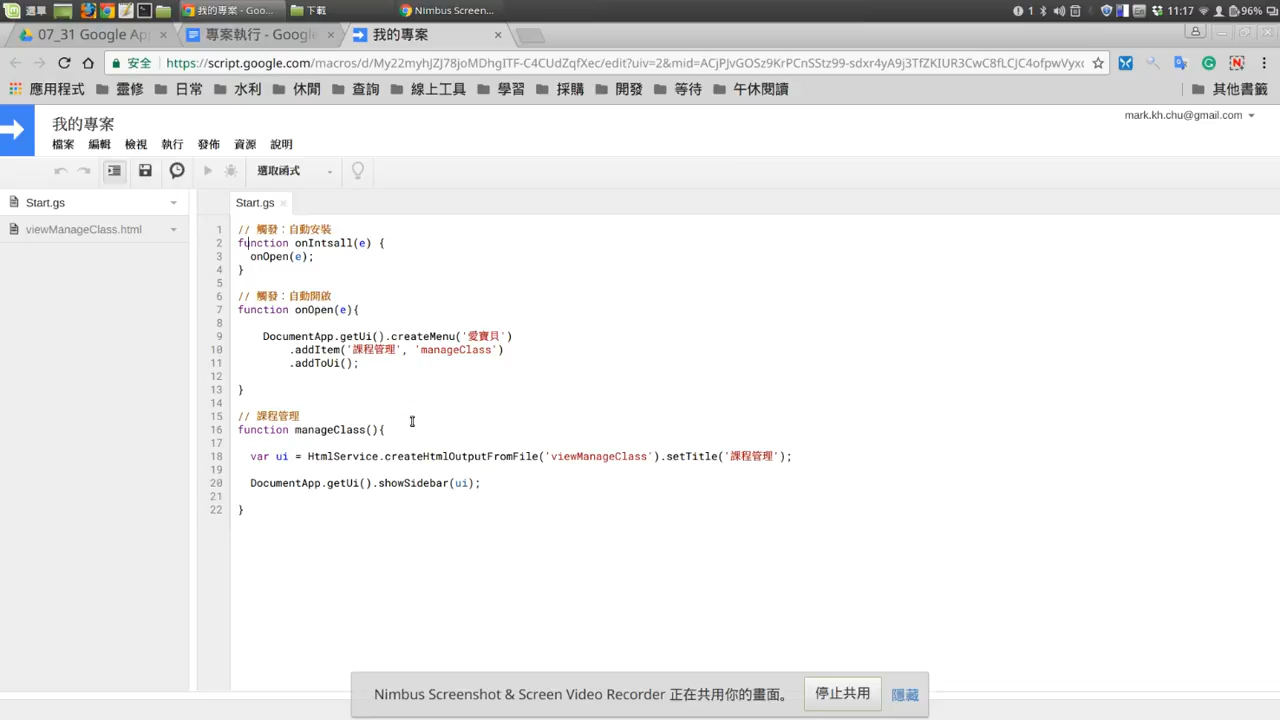 選單
我的專案 - Goo...
下載
Nimbus Screen...
1
En
11:17
96%
07_31 Google Ap
專案執行 - Google
我的專案
安全
https://script.google.com/macros/d/My22myhJZJ78joMDhgITF-C4CUdZqfXec/edit?uiv=2&mid=ACjPJvGOSz9KrPCnSStz99-sdxr4yA9j3TfZKIUR3CwC8fLCJC4ofpwVyxc
應用程式 靈修 日常 水利 休閒 查詢 線上工具 學習 採購 開發 等待 午休閱讀 其他書籤
我的專案
mark.kh.chu@gmail.com
檔案 編輯 檢視 執行 發佈 資源 說明
選取函式
Start.gs
viewManageClass.html
Start.gs
1 // 觸發：自動安裝
2 function onIntsall(e) {
3 onOpen(e);
4 }
5
6 // 觸發：自動開啟
7 function onOpen(e){
8
9 DocumentApp.getUi().createMenu('愛寶貝')
10 .addItem('課程管理', 'manageClass')
11 .addToUi();
12
13 }
14
15 // 課程管理
16 function manageClass(){
17
18 var ui = HtmlService.createHtmlOutputFromFile('viewManageClass').setTitle('課程管理');
19
20 DocumentApp.getUi().showSidebar(ui);
21
22 }
Nimbus Screenshot & Screen Video Recorder 正在共用你的畫面。
停止共用
隱藏